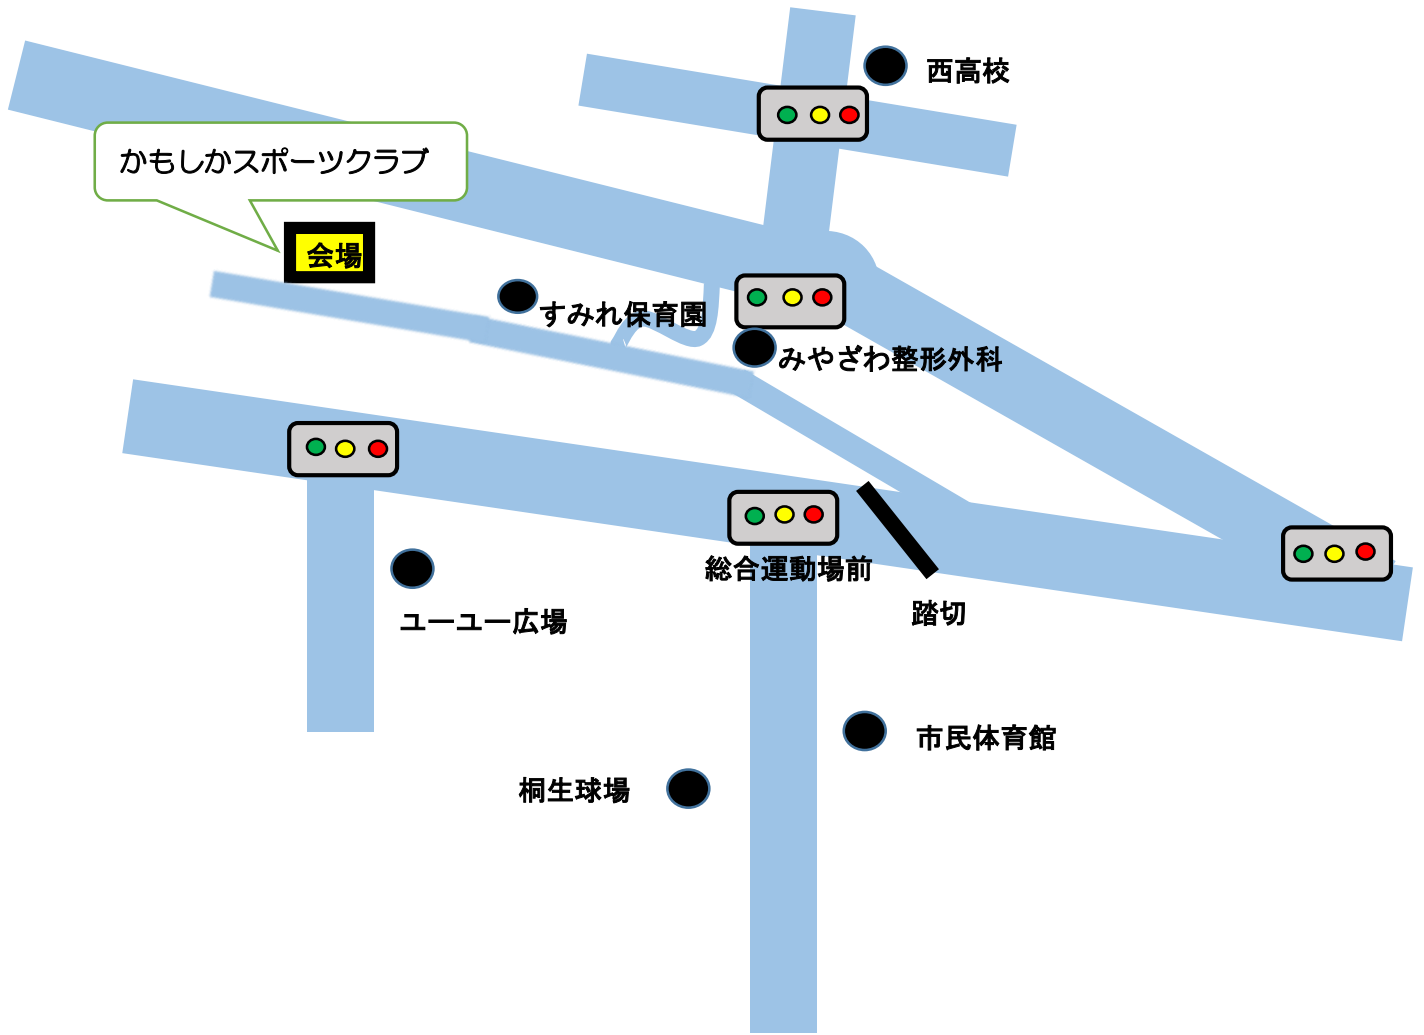 西高校
かもしかスポーツクラブ
会場
すみれ保育園
みやざわ整形外科
総合運動場前
踏切
ユーユー広場
市民体育館
桐生球場